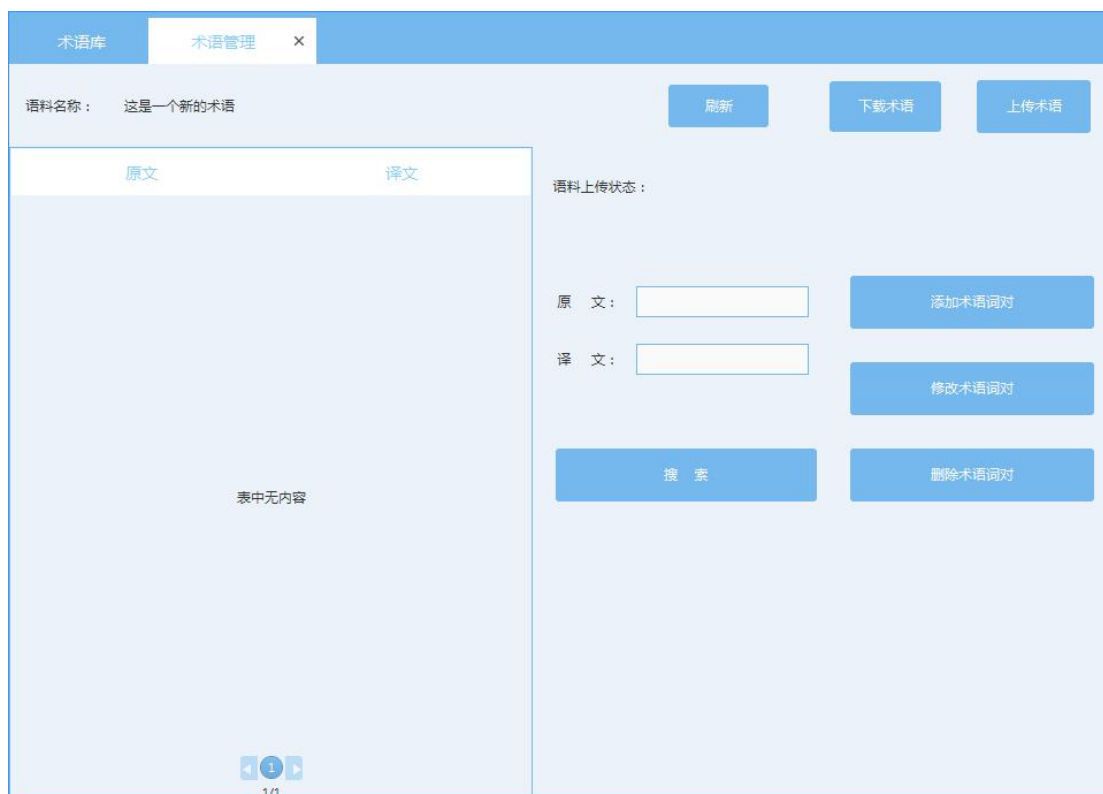 术语库 术语管理 ×
语料名称： 这是一个新的术语 刷新 下载术语 上传术语
原文 译文
语料上传状态：
原 文： 添加术语词对
译 文：
修改术语词对
搜 索 删除术语词对
表中无内容
1
1/1